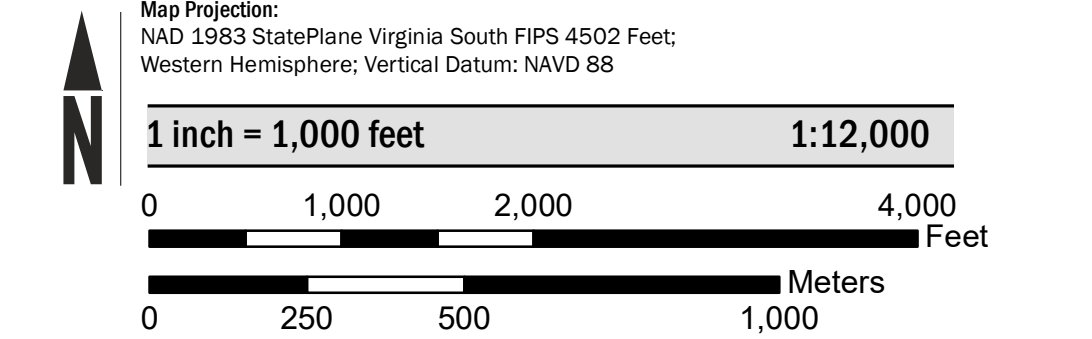 Map Projection:
NAD 1983 StatePlane Virginia South FIPS 4502 Feet;
Western Hemisphere; Vertical Datum: NAVD 88
N
1 inch = 1,000 feet 1:12,000
0 1,000 2,000 4,000
Feet
Meters
0 250 500 1,000